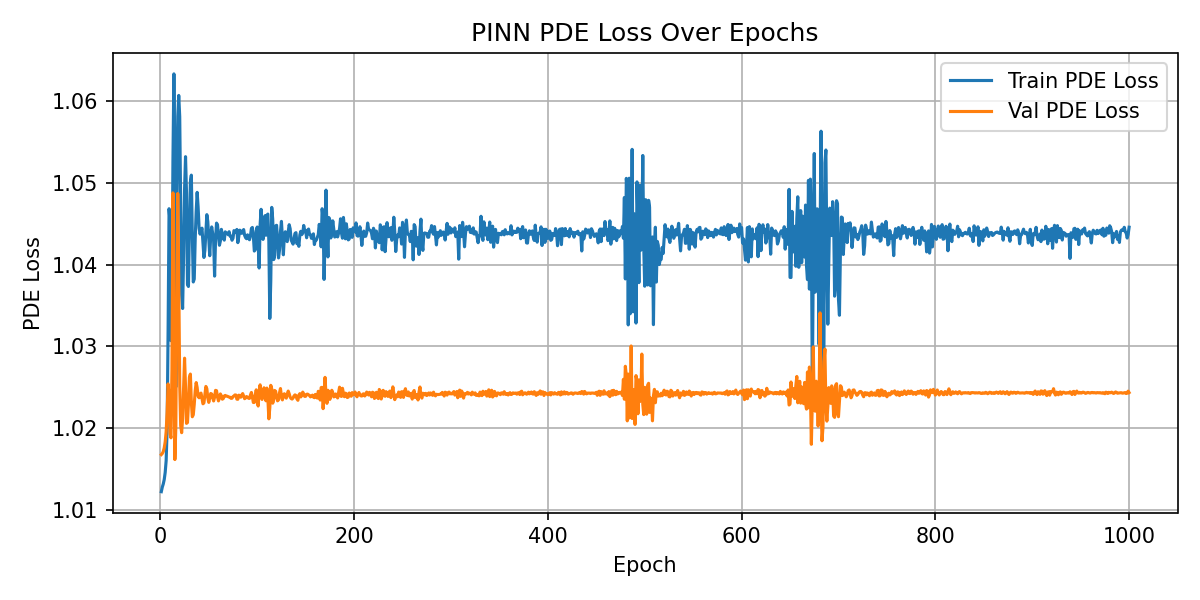 PINN PDE Loss Over Epochs
Train PDE Loss
Val PDE Loss
PDE Loss
1.06
1.05
1.04
1.03
1.02
1.01
0 200 400 600 800 1000
Epoch